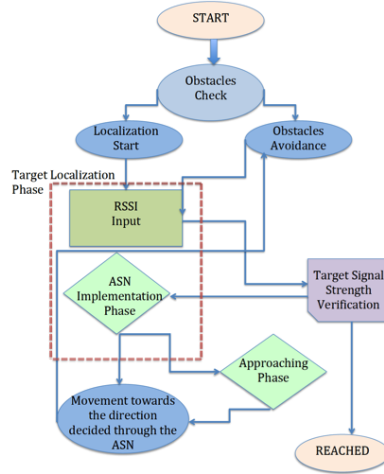 START
Obstacles
Check
Localization
Start
Obstacles
Avoidance
Target Localization
Phase
RSSI
Input
ASN
Implementation
Phase
Target Signal
Strength
Verification
Approaching
Phase
Movement towards
the direction
decided through the
ASN
REACHED